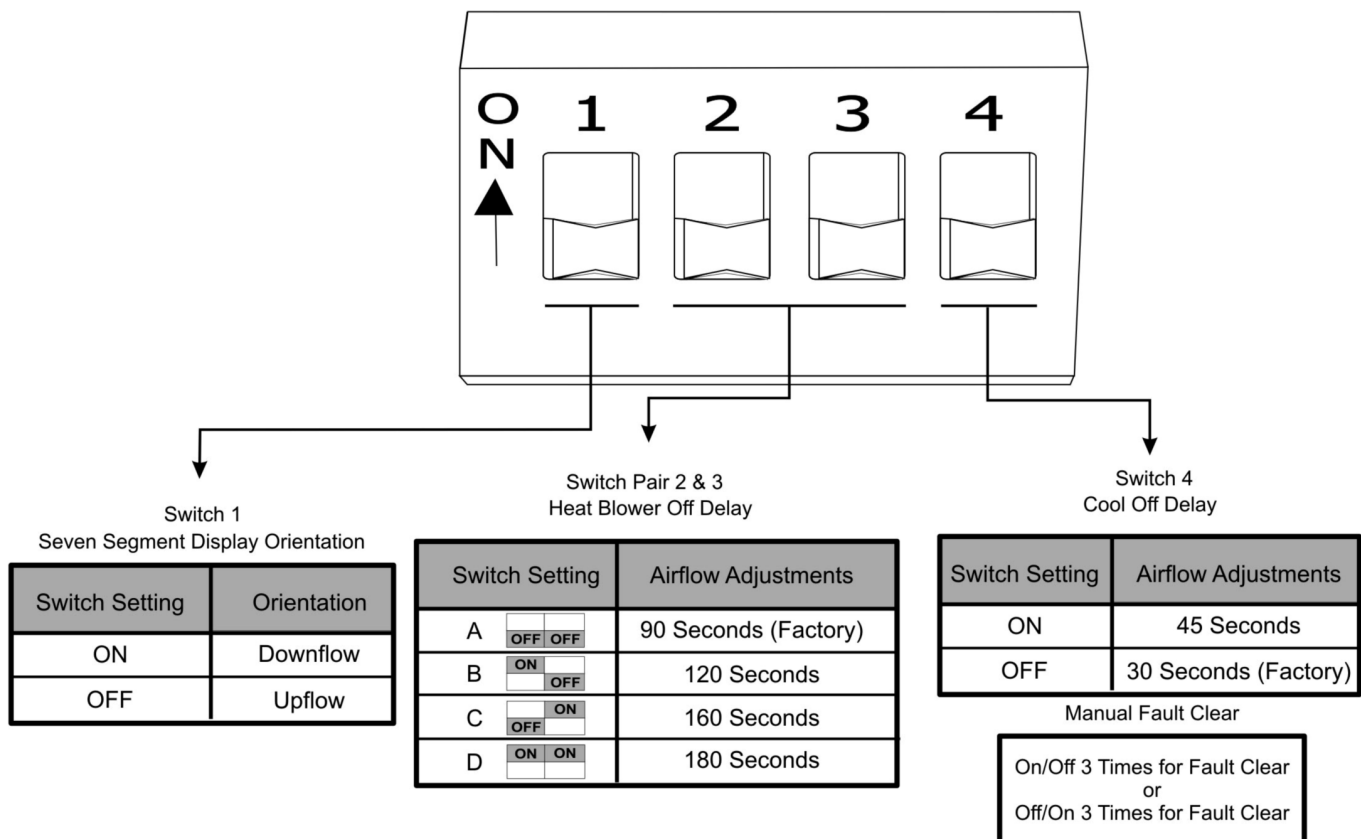 O
N
1 2 3 4
Switch 1
Seven Segment Display Orientation
Switch Setting Orientation
ON Downflow
OFF Upflow
Switch Pair 2 & 3
Heat Blower Off Delay
Switch Setting Airflow Adjustments
A OFF OFF 90 Seconds (Factory)
B ON OFF 120 Seconds
C OFF ON 160 Seconds
D ON ON 180 Seconds
Switch 4
Cool Off Delay
Switch Setting Airflow Adjustments
ON 45 Seconds
OFF 30 Seconds (Factory)
Manual Fault Clear
On/Off 3 Times for Fault Clear
or
Off/On 3 Times for Fault Clear